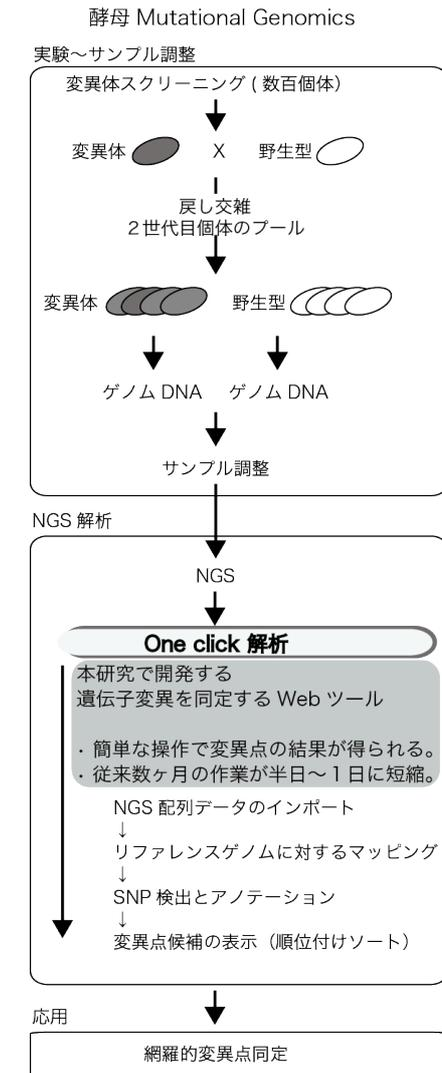 酵母 Mutational Genomics
実験～サンプル調整
変異体スクリーニング ( 数百個体）
変異体 X 野生型
戻し交雑
２世代目個体のプール
変異体 野生型
ゲノム DNA ゲノム DNA
サンプル調整
NGS 解析
NGS
One click 解析
本研究で開発する
遺伝子変異を同定する Web ツール
・簡単な操作で変異点の結果が得られる。
・従来数ヶ月の作業が半日～１日に短縮。
NGS 配列データのインポート
↓
リファレンスゲノムに対するマッピング
↓
SNP 検出とアノテーション
↓
変異点候補の表示（順位付けソート）
応用
網羅的変異点同定